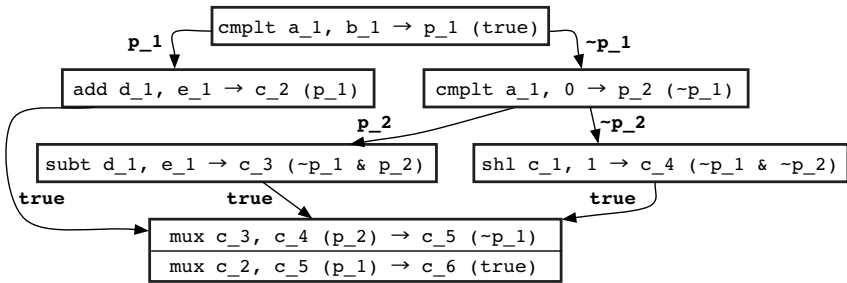 cmplt a_1, b_1 → p_1 (true)
p_1
~p_1
add d_1, e_1 → c_2 (p_1)
cmplt a_1, 0 → p_2 (~p_1)
p_2
~p_2
subt d_1, e_1 → c_3 (~p_1 & p_2)
shl c_1, 1 → c_4 (~p_1 & ~p_2)
true
true
true
mux c_3, c_4 (p_2) → c_5 (~p_1)
mux c_2, c_5 (p_1) → c_6 (true)